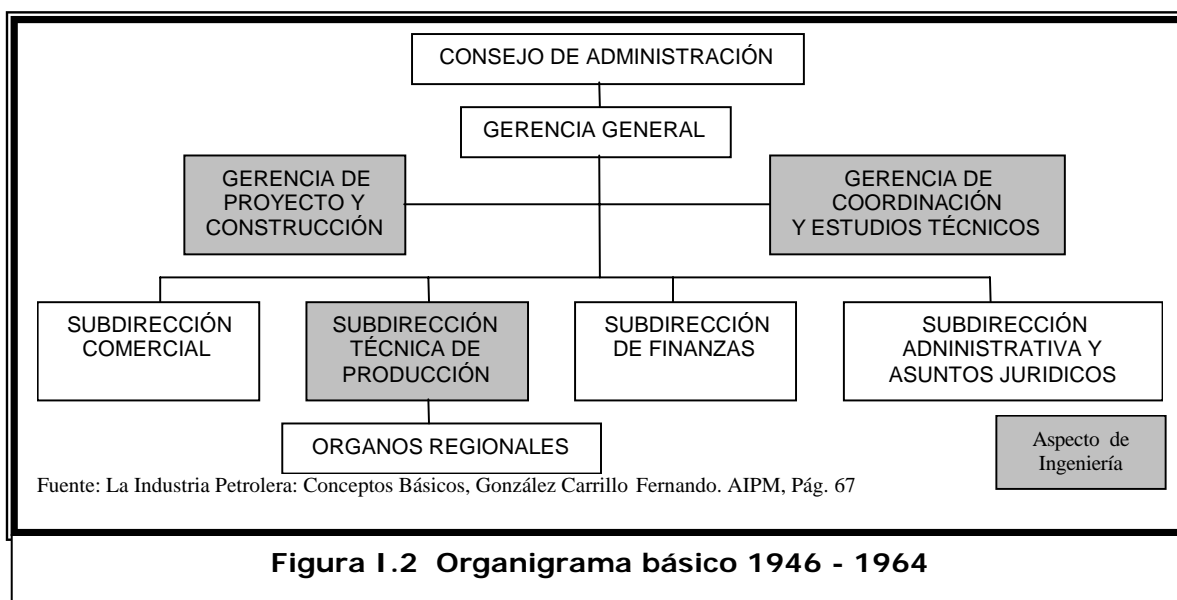 CONSEJO DE ADMINISTRACIÓN
GERENCIA GENERAL
GERENCIA DE
PROYECTO Y
CONSTRUCCIÓN
GERENCIA DE
COORDINACIÓN
Y ESTUDIOS TÉCNICOS
SUBDIRECCIÓN
COMERCIAL
SUBDIRECCIÓN
TÉCNICA DE
PRODUCCIÓN
SUBDIRECCIÓN
DE FINANZAS
SUBDIRECCIÓN
ADNINISTRATIVA Y
ASUNTOS JURIDICOS
ORGANOS REGIONALES
Aspecto de
Ingeniería
Fuente: La Industria Petrolera: Conceptos Básicos, González Carrillo Fernando. AIPM, Pág. 67
Figura I.2 Organigrama básico 1946 - 1964